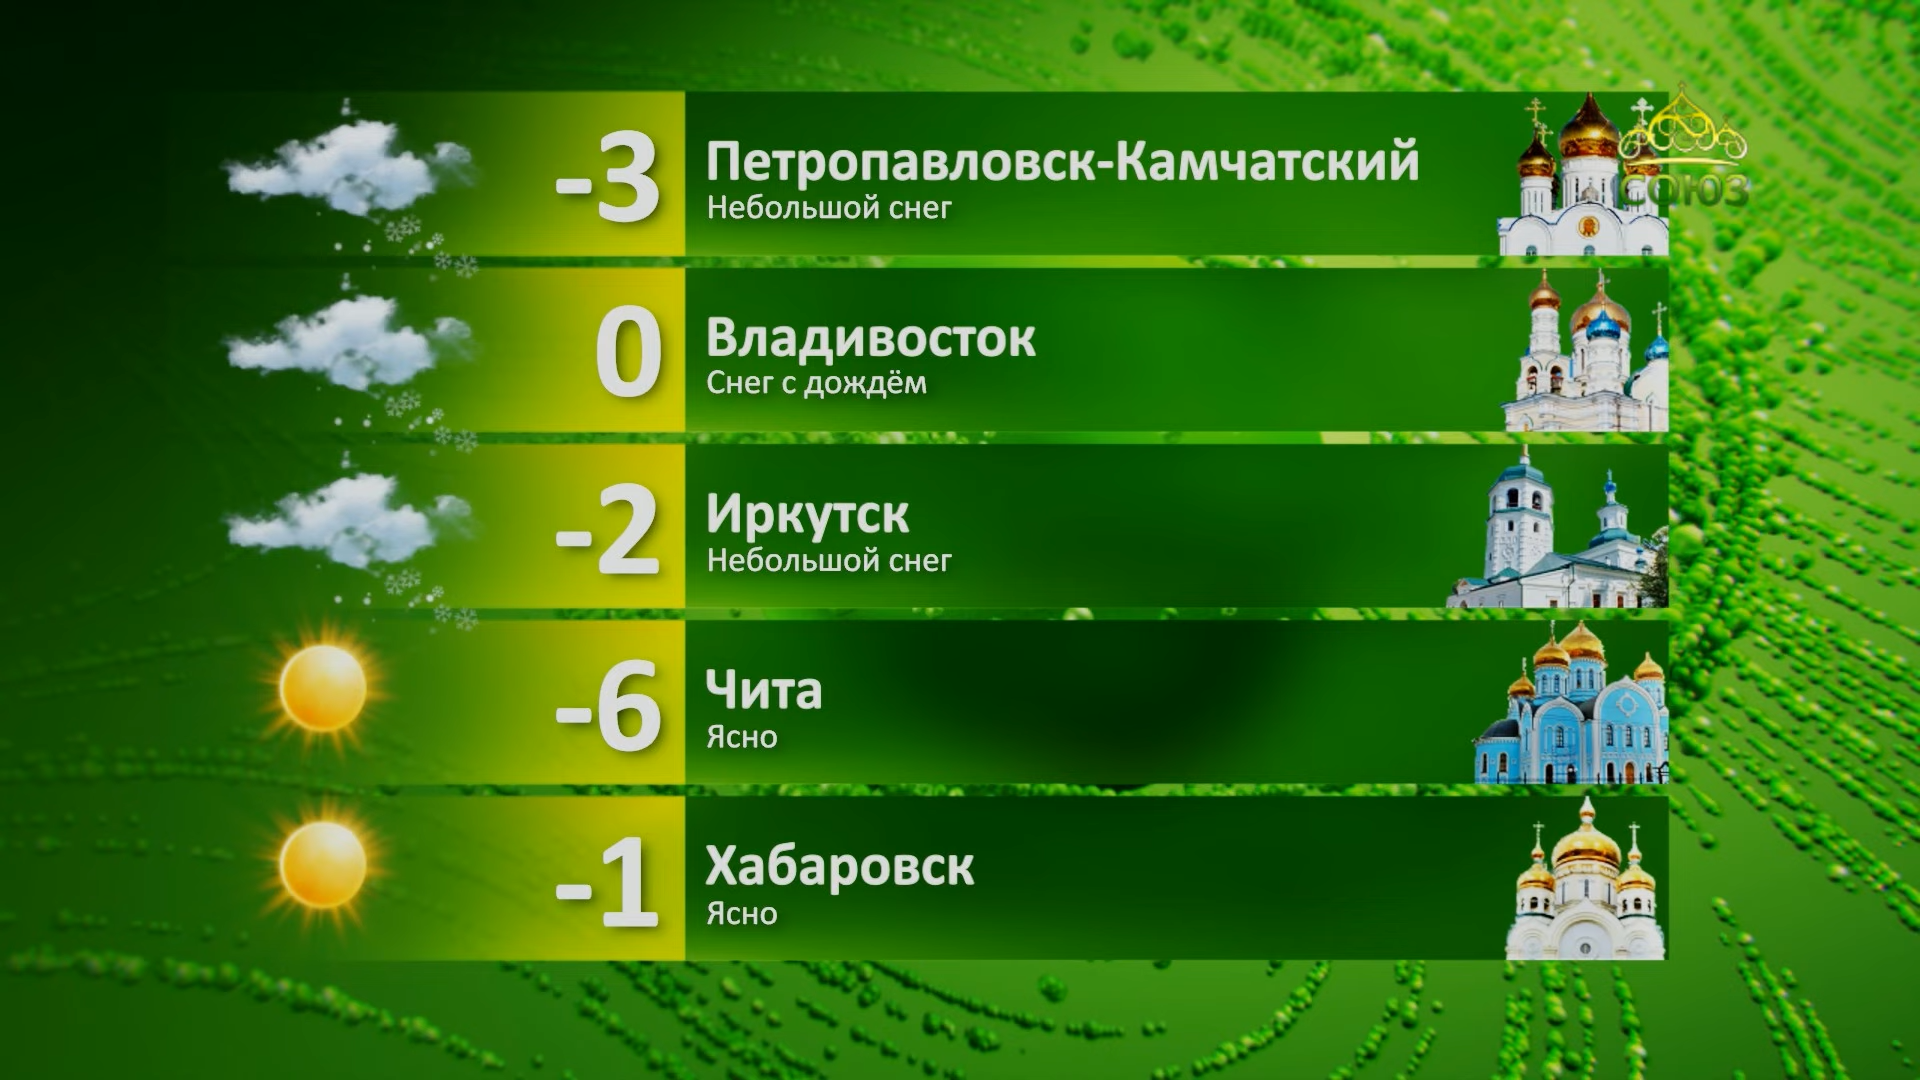 -3
Петропавловск-Камчатский
Небольшой снег
СОЮЗ
0
Владивосток
Снег с дождём
-2
Иркутск
Небольшой снег
-6
Чита
Ясно
-1
Хабаровск
Ясно